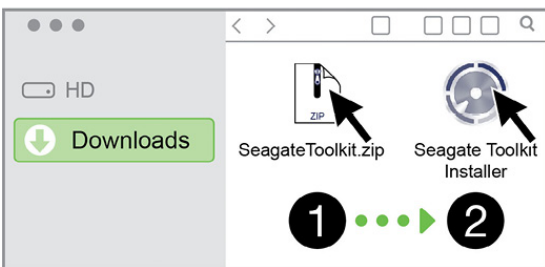 HD
Downloads
ZIP
SeagateToolkit.zip
Seagate Toolkit
Installer
1
2